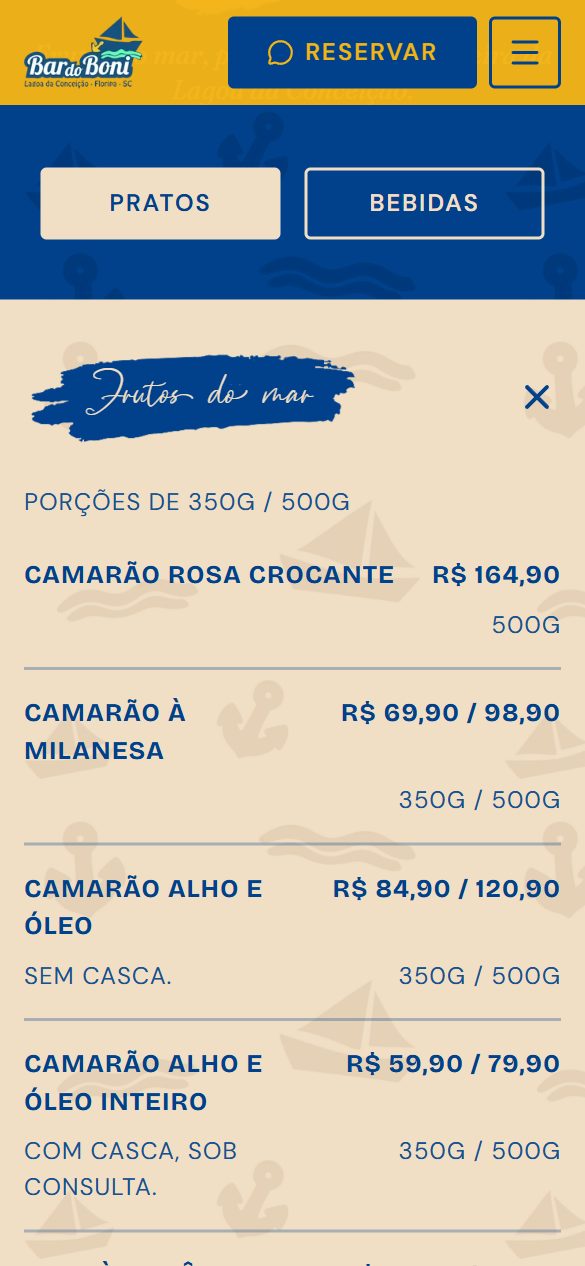 Bar do Boni
Lagoa da Conceição - Floripa - SC
RESERVAR
Lagoa da Conceição.
PRATOS
BEBIDAS
Frutos do mar
PORÇÕES DE 350G / 500G
CAMARÃO ROSA CROCANTE R$ 164,90
500G
CAMARÃO À R$ 69,90 / 98,90
MILANESA
350G / 500G
CAMARÃO ALHO E R$ 84,90 / 120,90
ÓLEO
SEM CASCA. 350G / 500G
CAMARÃO ALHO E R$ 59,90 / 79,90
ÓLEO INTEIRO
COM CASCA, SOB 350G / 500G
CONSULTA.